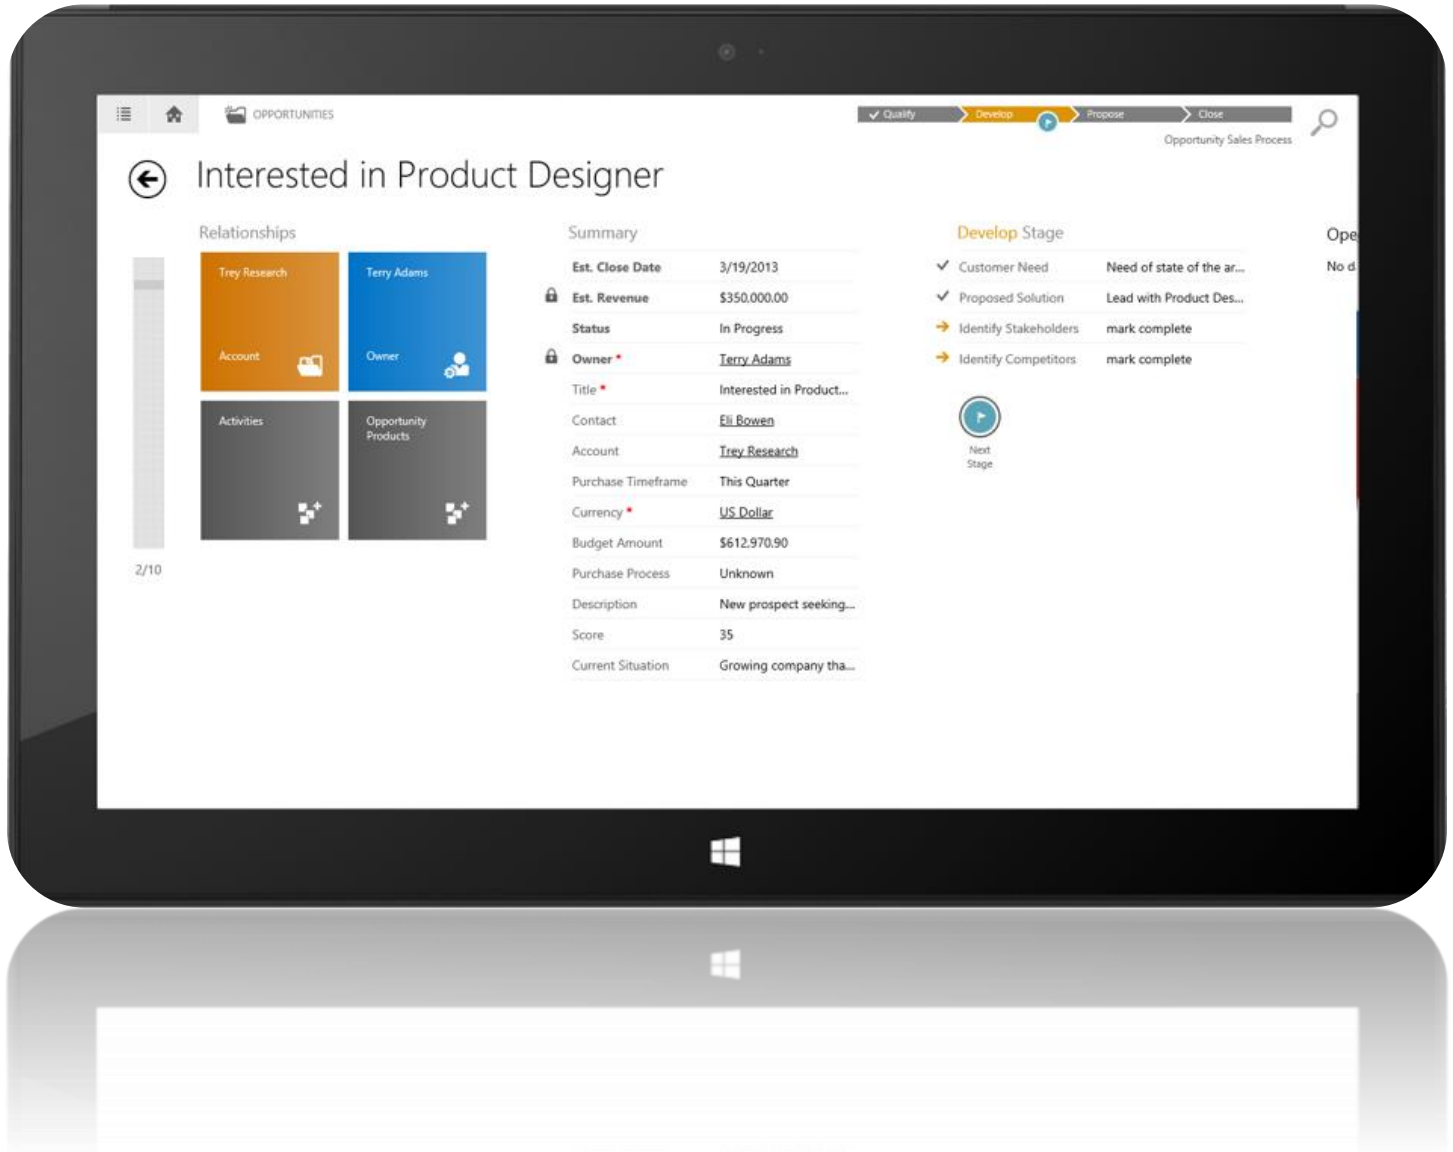 OPPORTUNITIES
Qualify
Develop
Propose
Close
Opportunity Sales Process
Interested in Product Designer
Relationships
Trey Research
Account
Terry Adams
Owner
Activities
Opportunity
Products
2/10
Summary
Est. Close Date 3/19/2013
Est. Revenue $350,000.00
Status In Progress
Owner * Terry Adams
Title * Interested in Product...
Contact Eli Bowen
Account Trey Research
Purchase Timeframe This Quarter
Currency * US Dollar
Budget Amount $612,970.90
Purchase Process Unknown
Description New prospect seeking...
Score 35
Current Situation Growing company tha...
Develop Stage
Customer Need Need of state of the ar...
Proposed Solution Lead with Product Des...
Identify Stakeholders mark complete
Identify Competitors mark complete
Next
Stage
Ope
No d